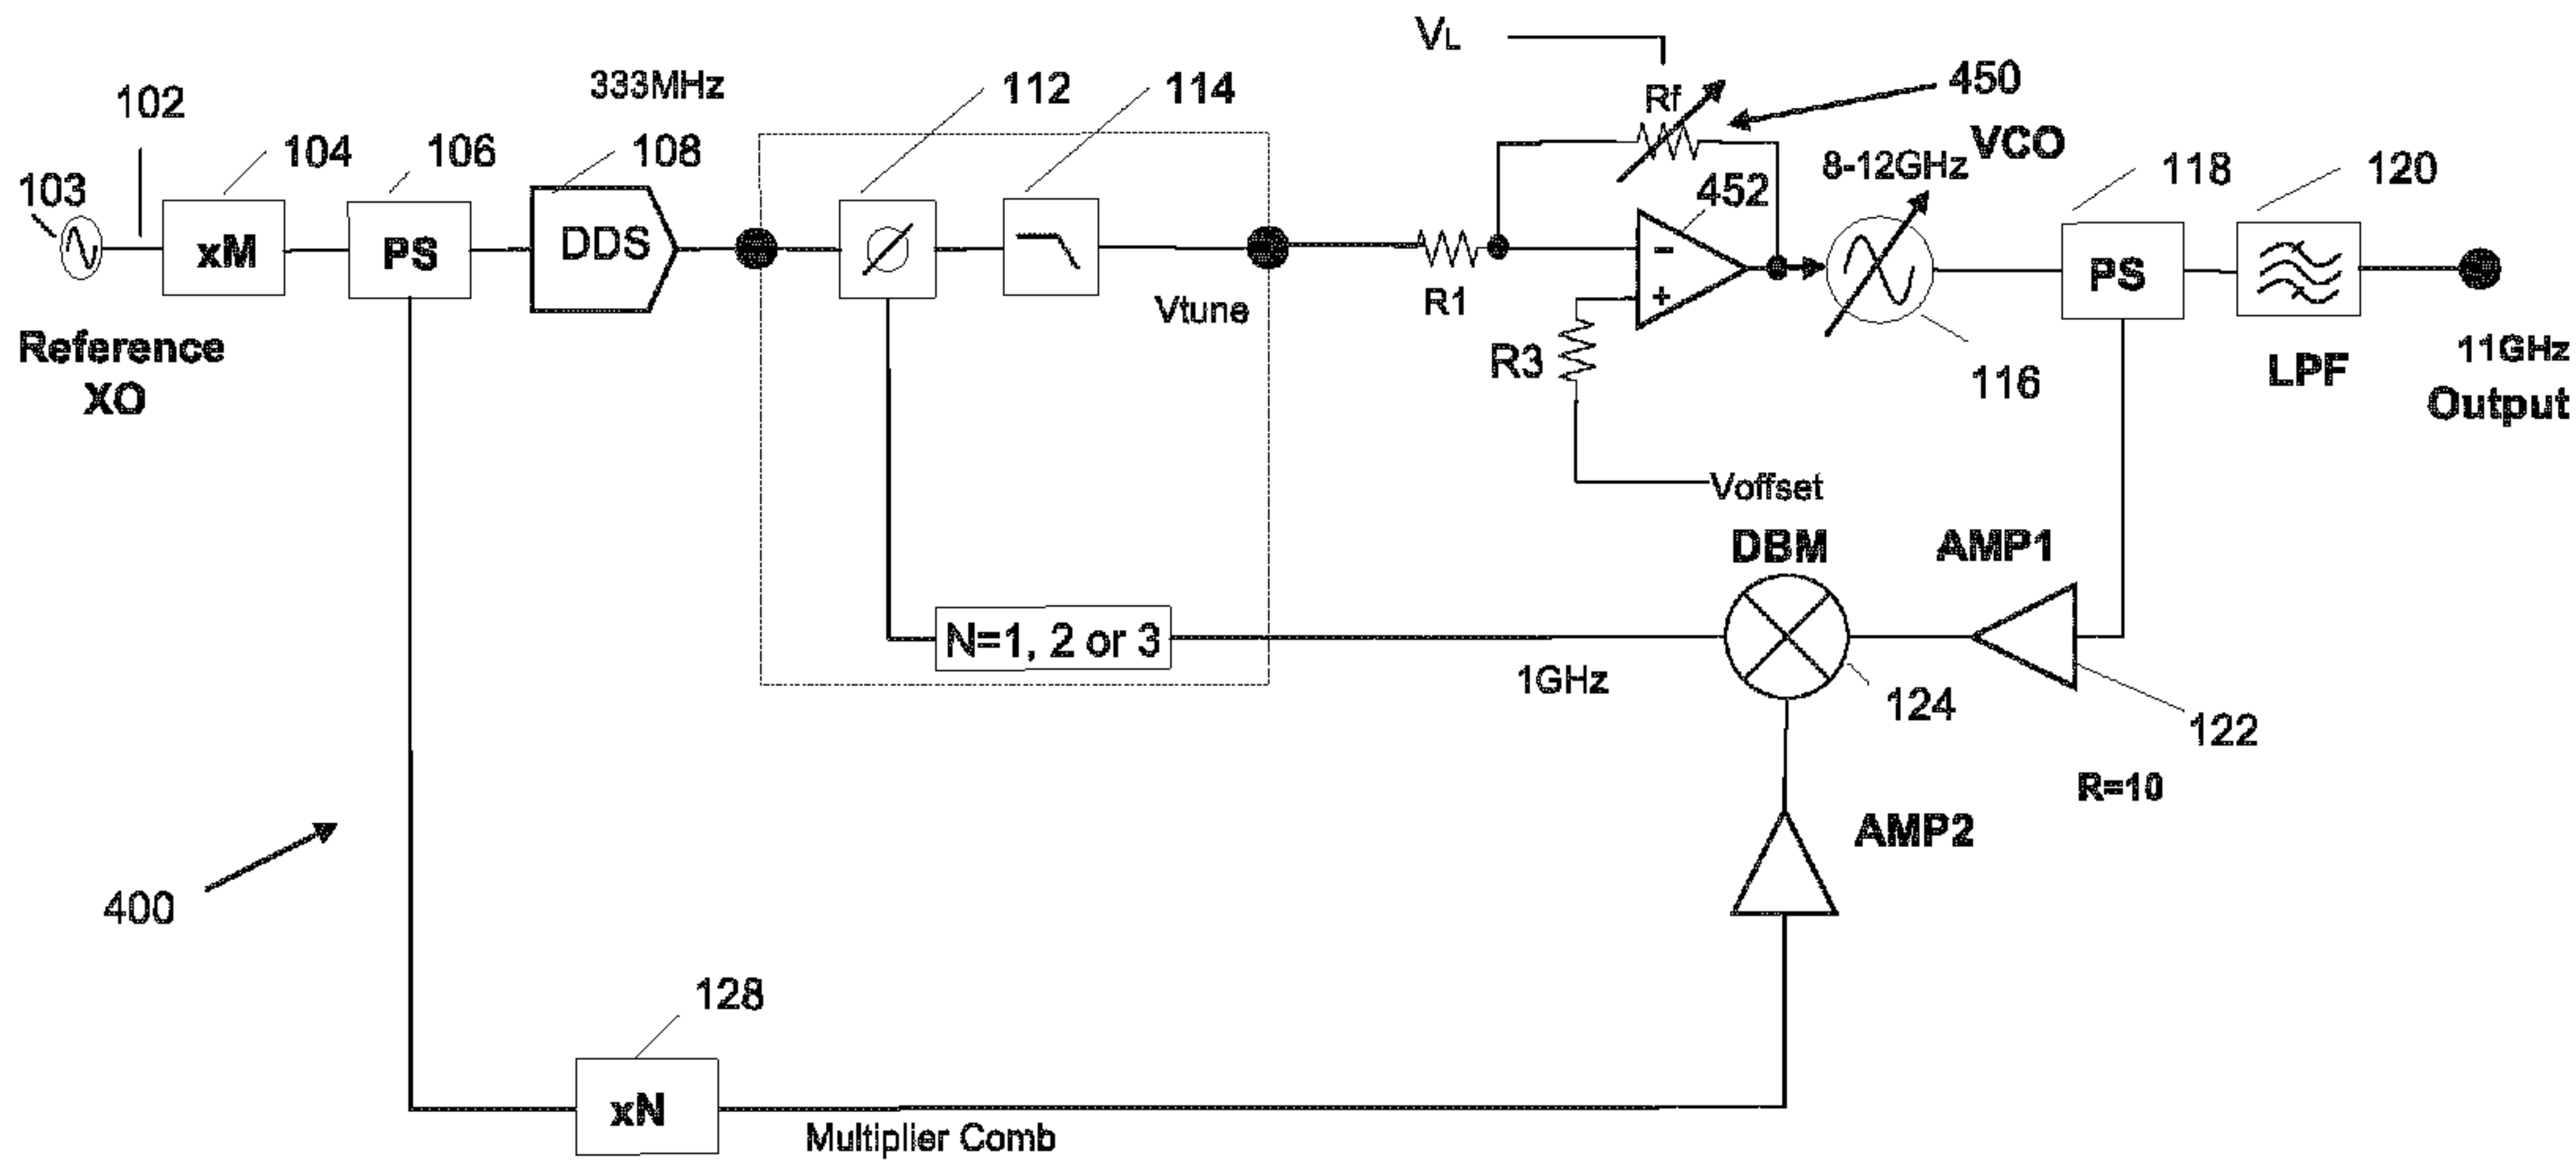 VL
333MHz
112
114
Rf
450
102
104
106
108
VCO
8-12GHz
118
120
103
452
xM
PS
DDS
PS
Vtune
R1
Reference
XO
R3
116
LPF
11GHz
Output
Voffset
DBM
AMP1
N=1, 2 or 3
1GHz
124
122
R=10
AMP2
400
128
xN
Multiplier Comb